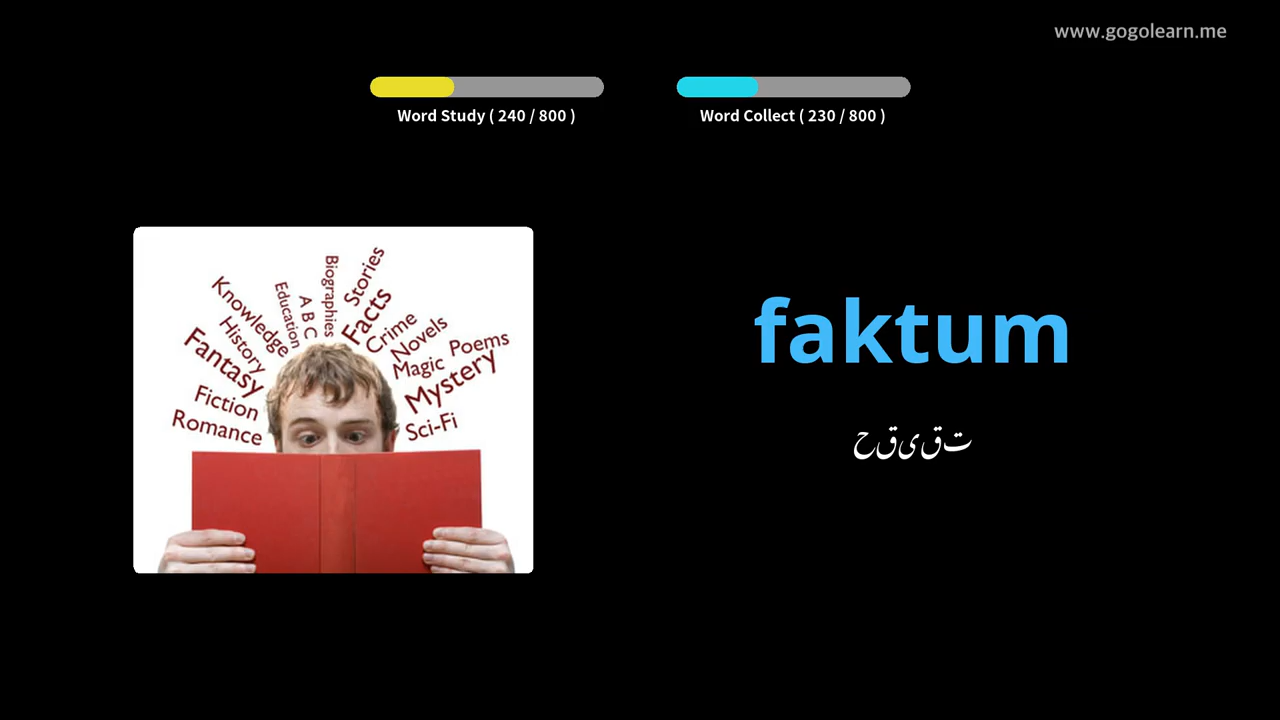 www.gogolearn.me
Word Study ( 240 / 800 )
Word Collect ( 230 / 800 )
Biographies
Stories
Education
A B C
Facts
Knowledge
Crime
History
Novels
Poems
Fantasy
Magic
Mystery
Fiction
Romance
Sci-Fi
faktum
ت ق ی ق ح